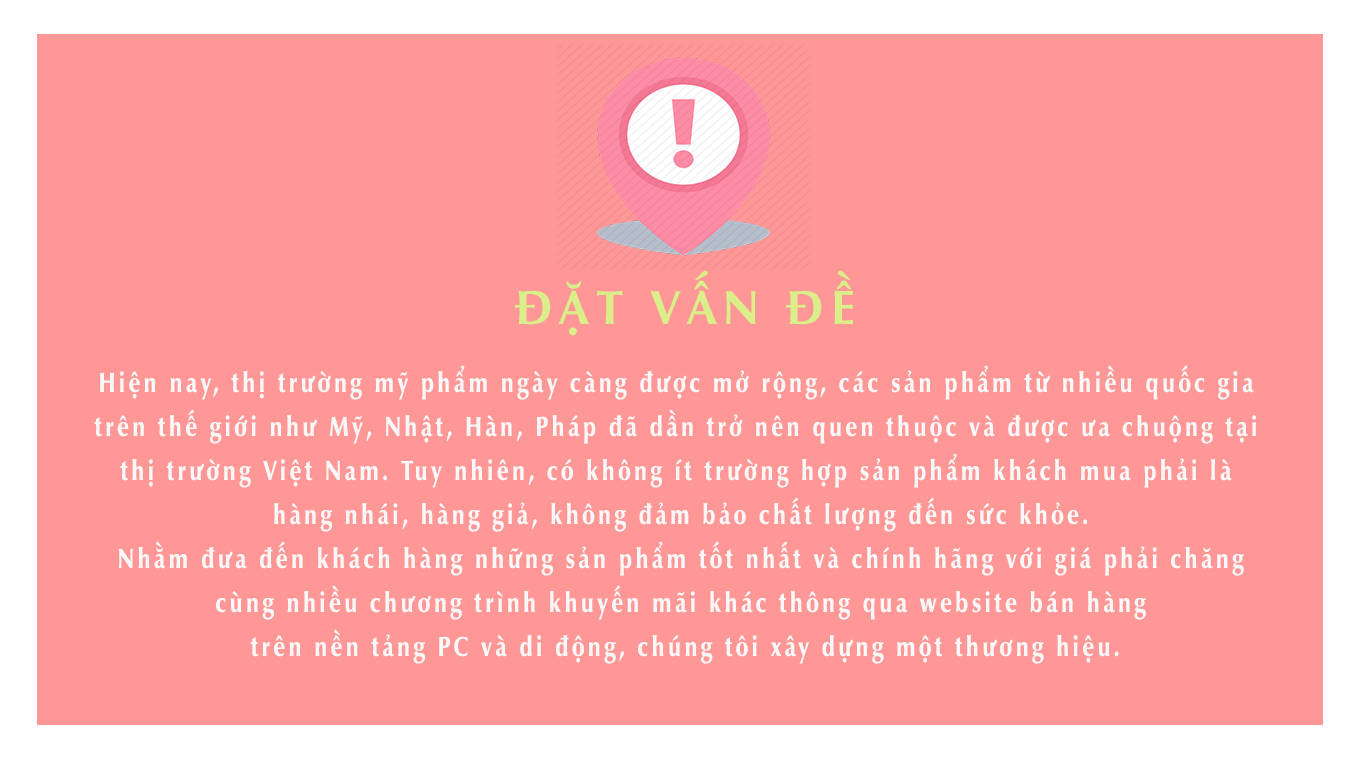 ĐẶT VẤN ĐỀ
Hiện nay, thị trường mỹ phẩm ngày càng được mở rộng, các sản phẩm từ nhiều quốc gia
trên thế giới như Mỹ, Nhật, Hàn, Pháp đã dần trở nên quen thuộc và được ưa chuộng tại
thị trường Việt Nam. Tuy nhiên, có không ít trường hợp sản phẩm khách mua phải là
hàng nhái, hàng giả, không đảm bảo chất lượng đến sức khỏe.
Nhằm đưa đến khách hàng những sản phẩm tốt nhất và chính hãng với giá phải chăng
cùng nhiều chương trình khuyến mãi khác thông qua website bán hàng
trên nền tảng PC và di động, chúng tôi xây dựng một thương hiệu.